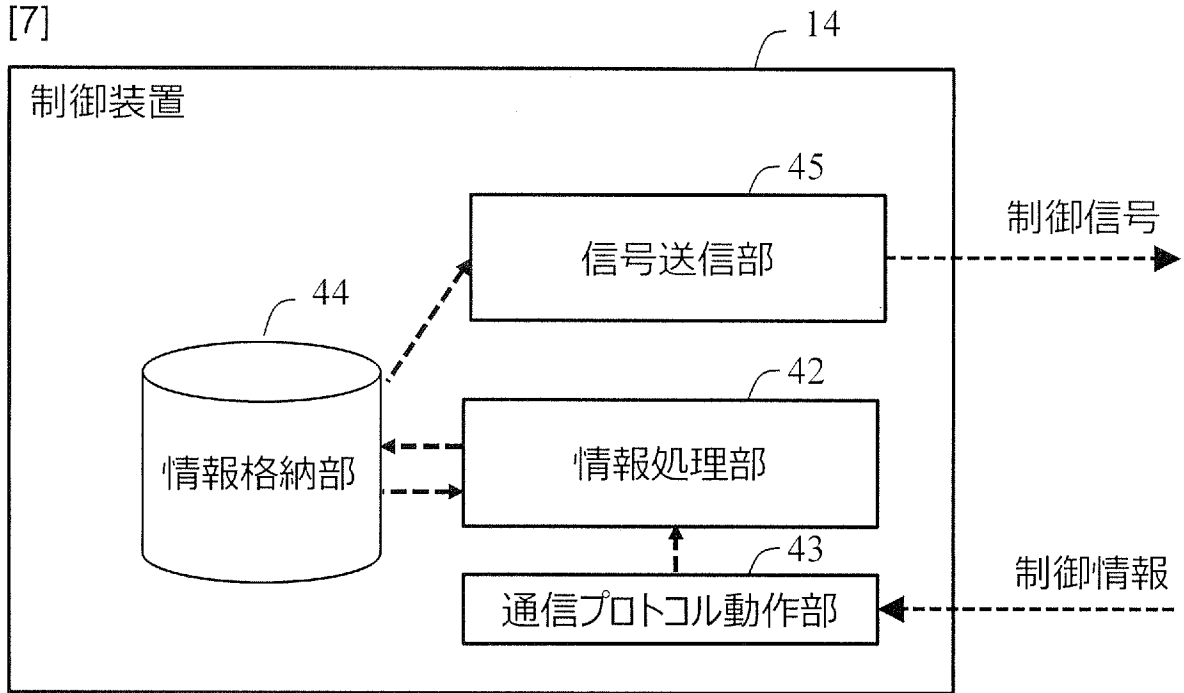 [7]
14
制御装置
45
信号送信部
制御信号
44
42
情報格納部
情報処理部
43
通信プロトコル動作部
制御情報